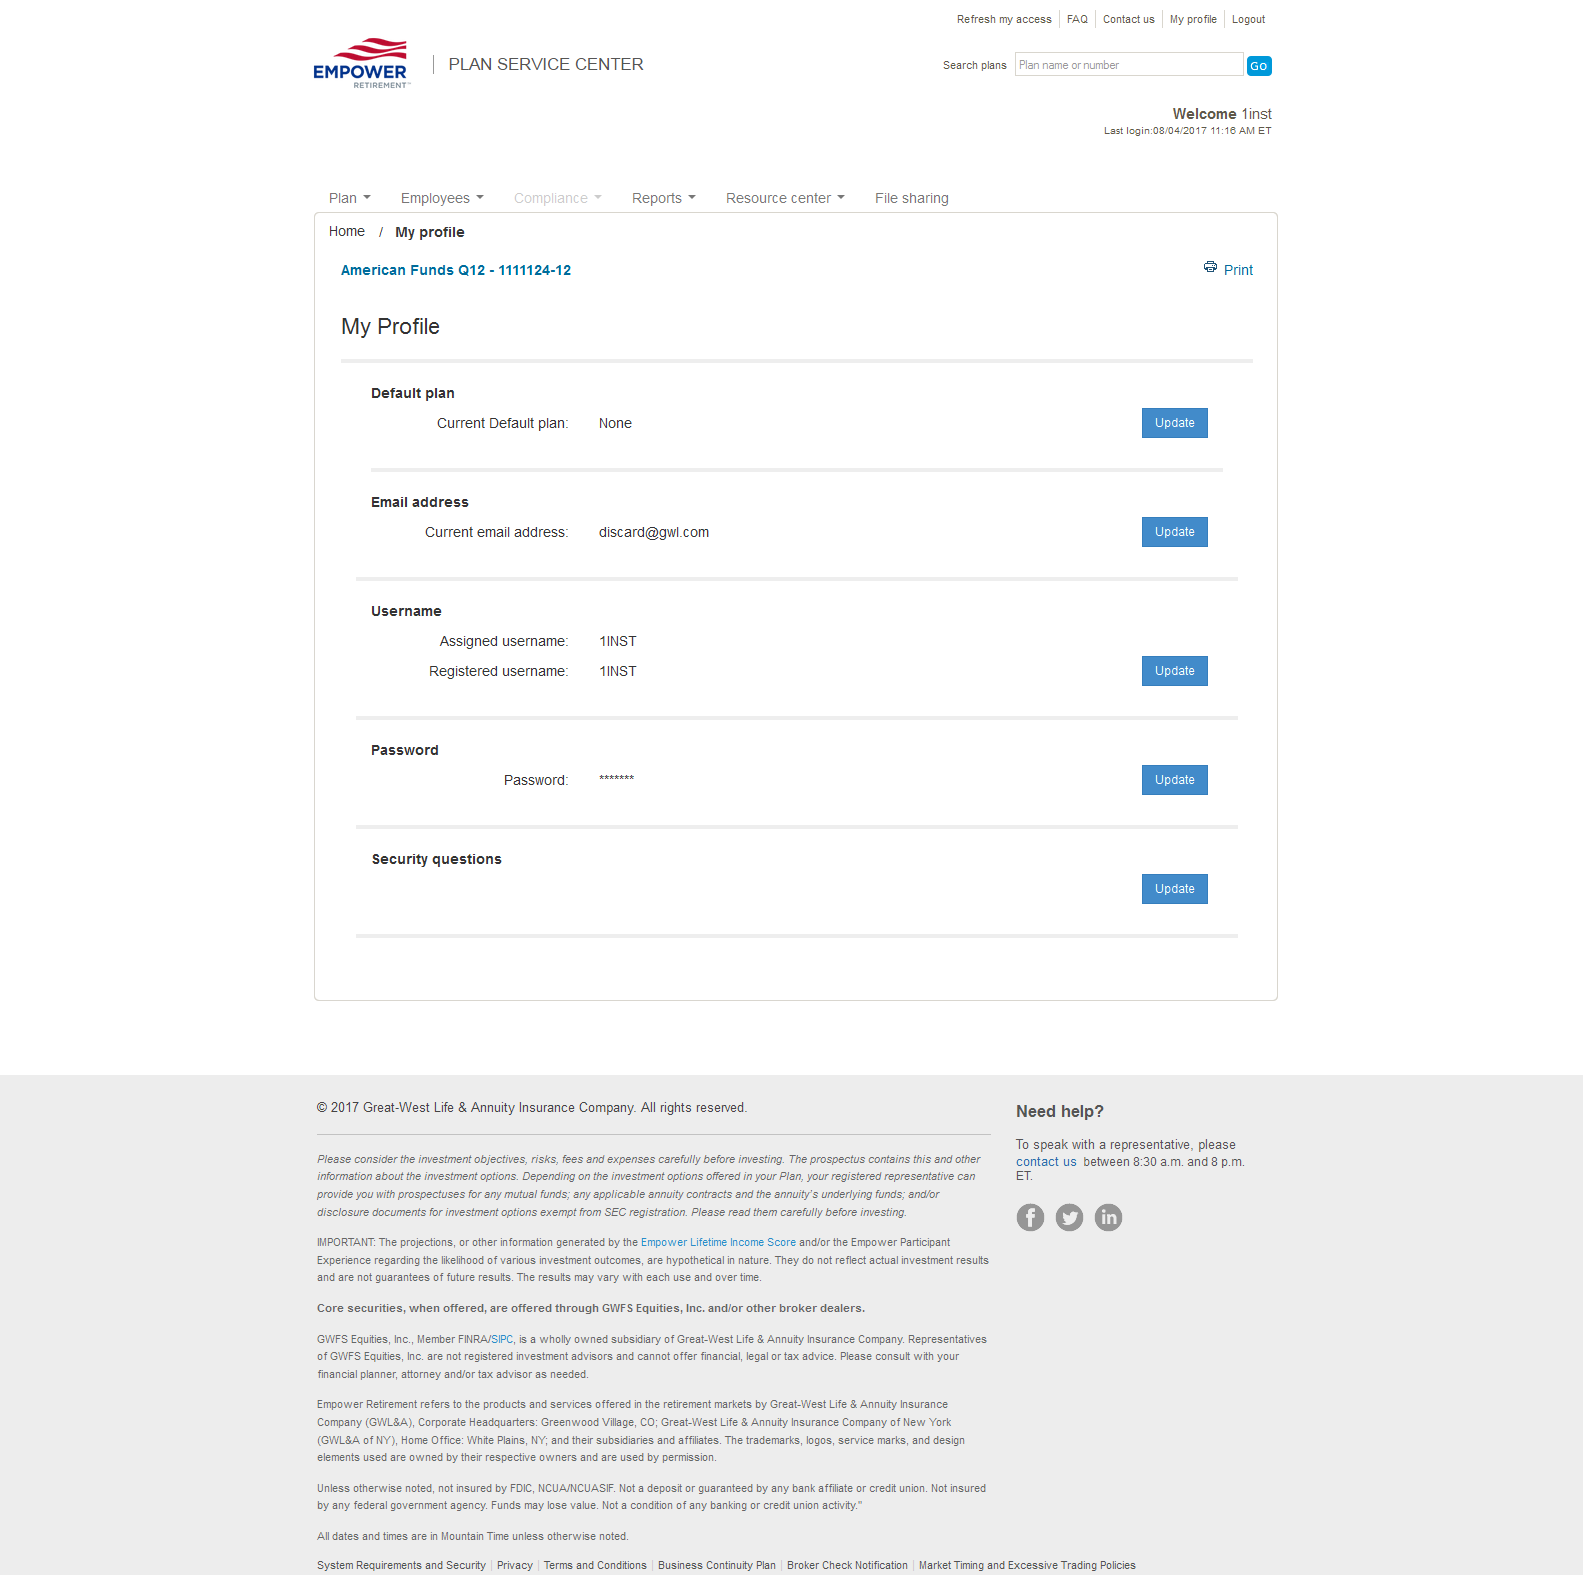 Refresh my access FAQ Contact us My profile Logout
EMPOWER
RETIREMENT™
PLAN SERVICE CENTER
Search plans Plan name or number Go
Welcome 1inst
Last login:08/04/2017 11:16 AM ET
Plan Employees Compliance Reports Resource center File sharing
Home / My profile
American Funds Q12 - 1111124-12
Print
My Profile
Default plan
Current Default plan: None Update
Email address
Current email address: discard@gwl.com Update
Username
Assigned username: 1INST
Registered username: 1INST Update
Password
Password: ******* Update
Security questions
Update
© 2017 Great-West Life & Annuity Insurance Company. All rights reserved.
Please consider the investment objectives, risks, fees and expenses carefully before investing. The prospectus contains this and other
information about the investment options. Depending on the investment options offered in your Plan, your registered representative can
provide you with prospectuses for any mutual funds; any applicable annuity contracts and the annuity's underlying funds; and/or
disclosure documents for investment options exempt from SEC registration. Please read them carefully before investing.
IMPORTANT: The projections, or other information generated by the Empower Lifetime Income Score and/or the Empower Participant
Experience regarding the likelihood of various investment outcomes, are hypothetical in nature. They do not reflect actual investment results
and are not guarantees of future results. The results may vary with each use and over time.
Core securities, when offered, are offered through GWFS Equities, Inc. and/or other broker dealers.
GWFS Equities, Inc., Member FINRA/SIPC, is a wholly owned subsidiary of Great-West Life & Annuity Insurance Company. Representatives
of GWFS Equities, Inc. are not registered investment advisors and cannot offer financial, legal or tax advice. Please consult with your
financial planner, attorney and/or tax advisor as needed.
Empower Retirement refers to the products and services offered in the retirement markets by Great-West Life & Annuity Insurance
Company (GWL&A), Corporate Headquarters: Greenwood Village, CO; Great-West Life & Annuity Insurance Company of New York
(GWL&A of NY), Home Office: White Plains, NY; and their subsidiaries and affiliates. The trademarks, logos, service marks, and design
elements used are owned by their respective owners and are used by permission.
Unless otherwise noted, not insured by FDIC, NCUA/NCUASIF. Not a deposit or guaranteed by any bank affiliate or credit union. Not insured
by any federal government agency. Funds may lose value. Not a condition of any banking or credit union activity."
All dates and times are in Mountain Time unless otherwise noted.
System Requirements and Security | Privacy | Terms and Conditions | Business Continuity Plan | Broker Check Notification | Market Timing and Excessive Trading Policies
Need help?
To speak with a representative, please
contact us between 8:30 a.m. and 8 p.m.
ET.